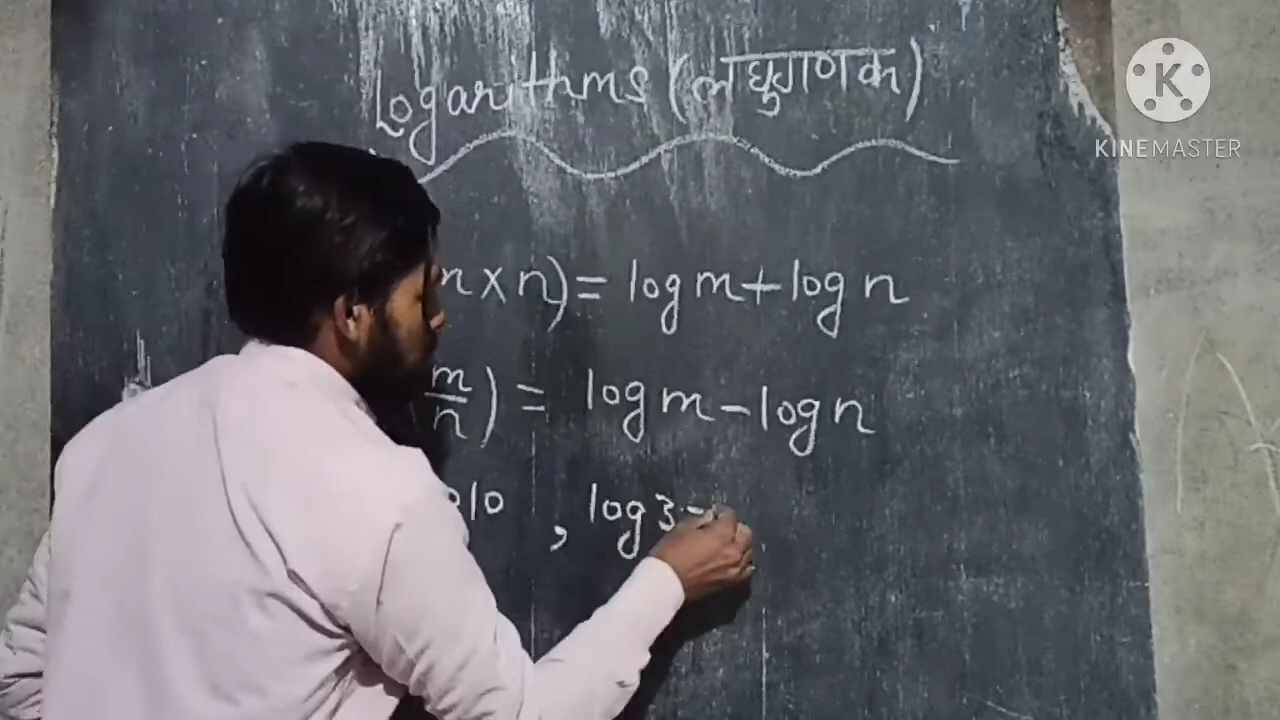 Logarithms (लघुगणक)
K
KINEMASTER
m × n) = log m + log n
m/n) = log m - log n
010 , log 3